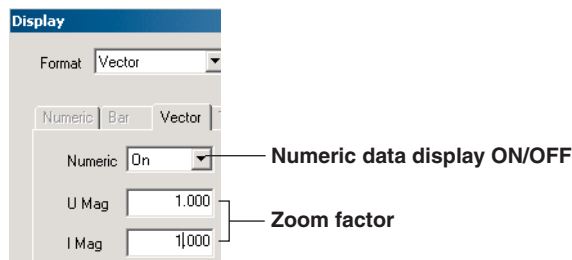 Display
Format Vector
Numeric Bar Vector
Numeric On Numeric data display ON/OFF
U Mag 1.000
Zoom factor
I Mag 1.000